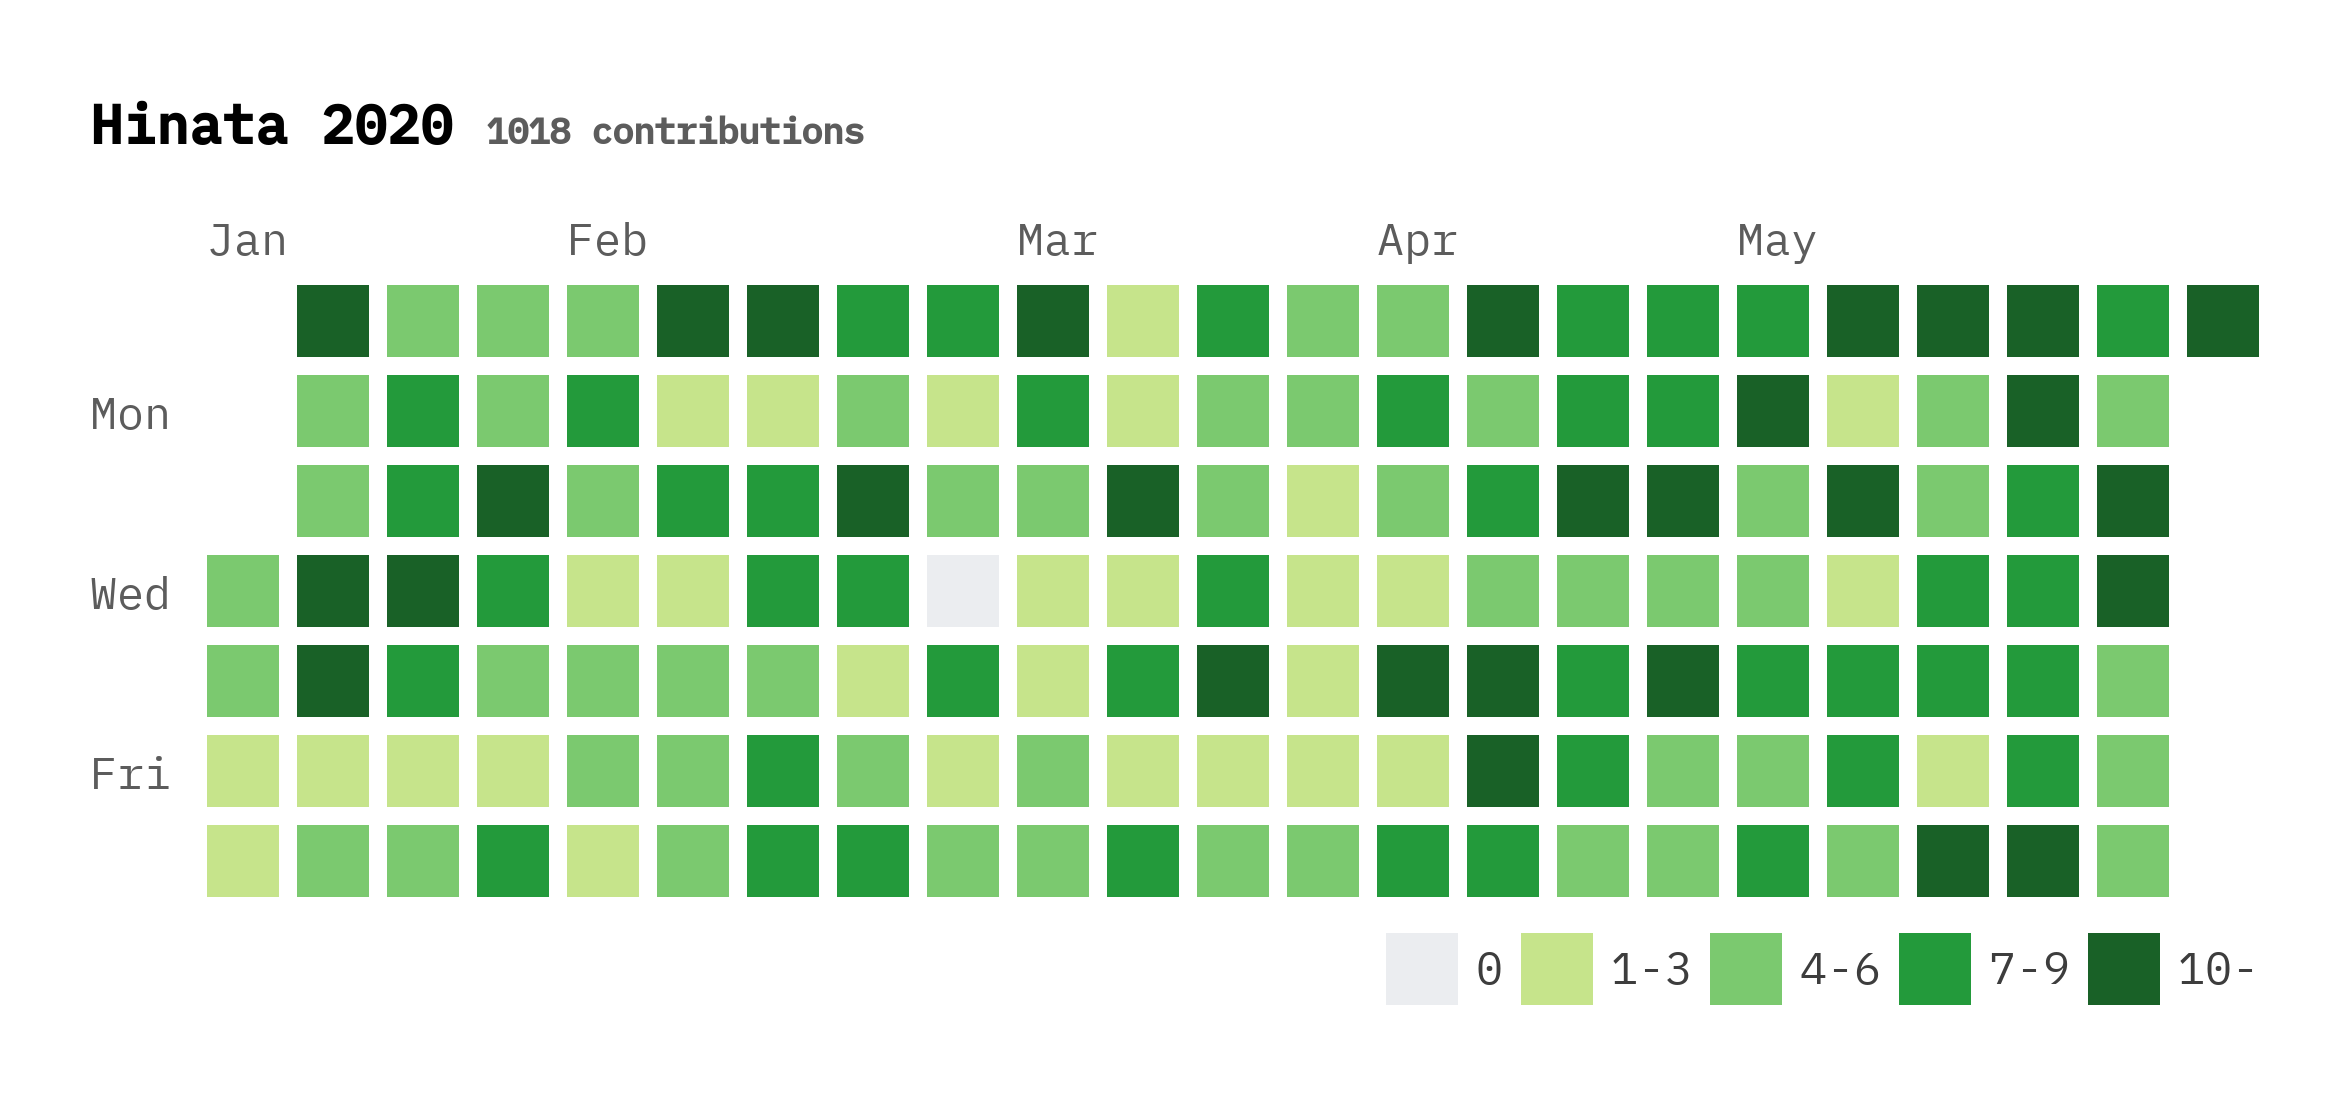 Hinata 2020 1018 contributions
Jan Feb Mar Apr May
Mon
Wed
Fri
0 1-3 4-6 7-9 10-